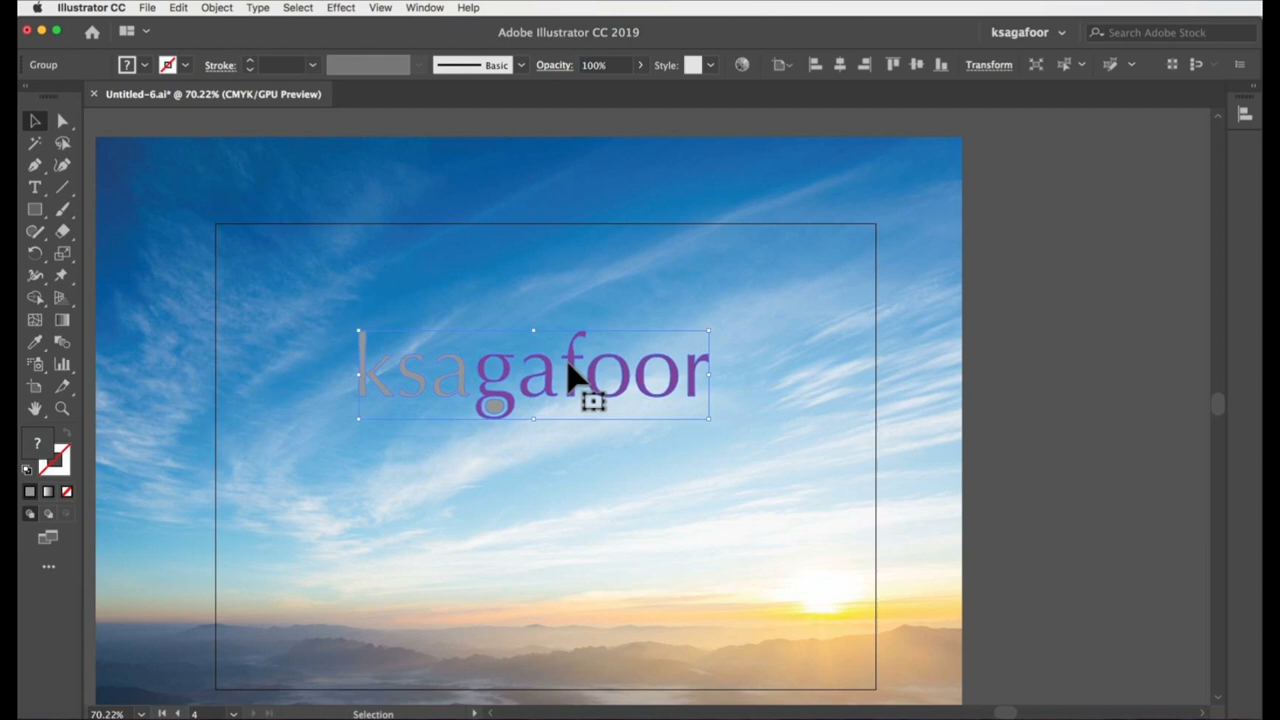 Illustrator CC File Edit Object Type Select Effect View Window Help
Adobe Illustrator CC 2019
ksagafoor
Search Adobe Stock
Group
?
Stroke:
Basic
Opacity: 100%
Style:
Transform
Untitled-6.ai* @ 70.22% (CMYK/GPU Preview)
ksagafoor
?
70.22%
4
Selection